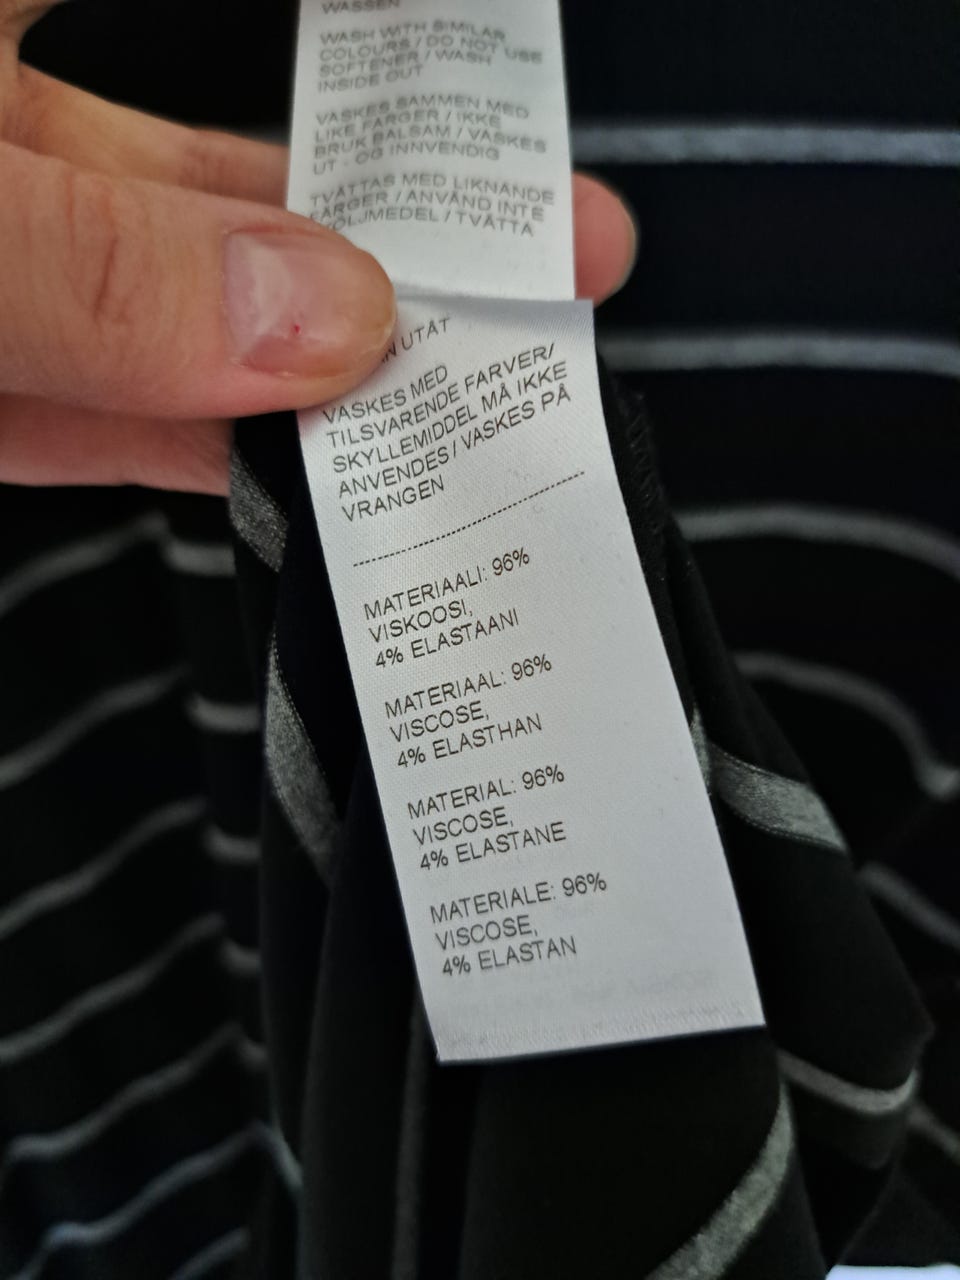 WASSEN
WASH WITH SIMILAR
COLOURS / DO NOT USE
SOFTENER / WASH
INSIDE OUT
VASKES SAMMEN MED
LIKE FARGER / IKKE
BRUK BALSAM / VASKES
UT - OG INNVENDIG
TVÄTTAS MED LIKNANDE
FÄRGER / ANVÄND INTE
SKÖLJMEDEL / TVÄTTA
UTÅT
VASKES MED
TILSVARENDE FARVER/
SKYLLEMIDDEL MÅ IKKE
ANVENDES / VASKES PÅ
VRANGEN
MATERIAALI: 96%
VISKOOSI,
4% ELASTAANI
MATERIAAL: 96%
VISCOSE,
4% ELASTHAN
MATERIAL: 96%
VISCOSE,
4% ELASTANE
MATERIALE: 96%
VISCOSE,
4% ELASTAN